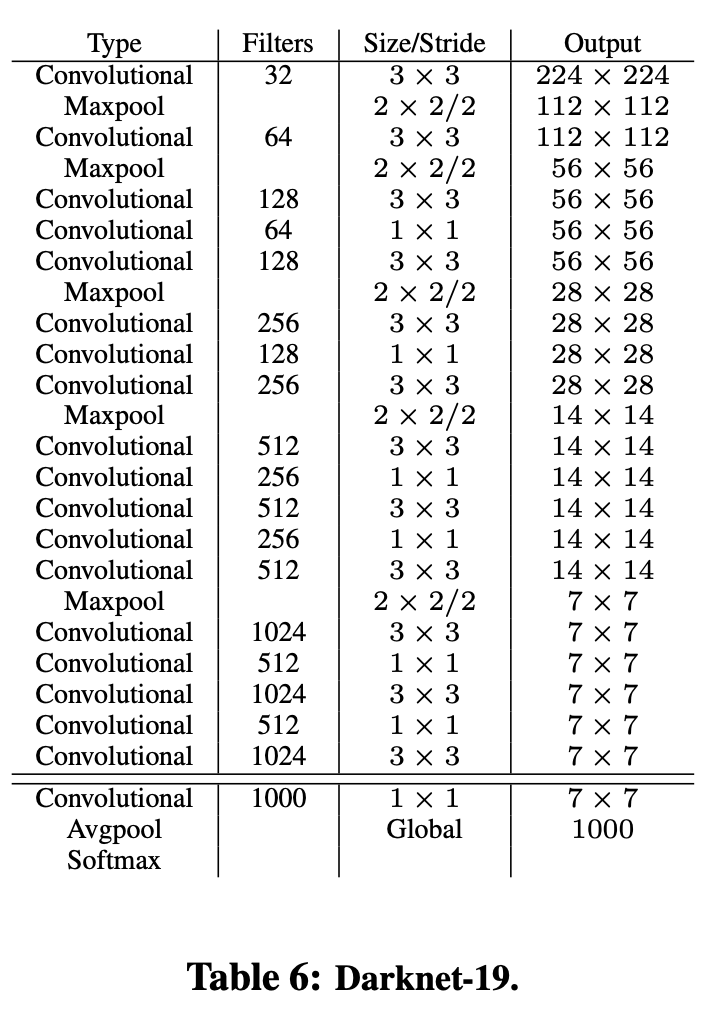 Type Filters Size/Stride Output
Convolutional 32 3 × 3 224 × 224
Maxpool 2 × 2/2 112 × 112
Convolutional 64 3 × 3 112 × 112
Maxpool 2 × 2/2 56 × 56
Convolutional 128 3 × 3 56 × 56
Convolutional 64 1 × 1 56 × 56
Convolutional 128 3 × 3 56 × 56
Maxpool 2 × 2/2 28 × 28
Convolutional 256 3 × 3 28 × 28
Convolutional 128 1 × 1 28 × 28
Convolutional 256 3 × 3 28 × 28
Maxpool 2 × 2/2 14 × 14
Convolutional 512 3 × 3 14 × 14
Convolutional 256 1 × 1 14 × 14
Convolutional 512 3 × 3 14 × 14
Convolutional 256 1 × 1 14 × 14
Convolutional 512 3 × 3 14 × 14
Maxpool 2 × 2/2 7 × 7
Convolutional 1024 3 × 3 7 × 7
Convolutional 512 1 × 1 7 × 7
Convolutional 1024 3 × 3 7 × 7
Convolutional 512 1 × 1 7 × 7
Convolutional 1024 3 × 3 7 × 7
Convolutional 1000 1 × 1 7 × 7
Avgpool Global 1000
Softmax
Table 6: Darknet-19.